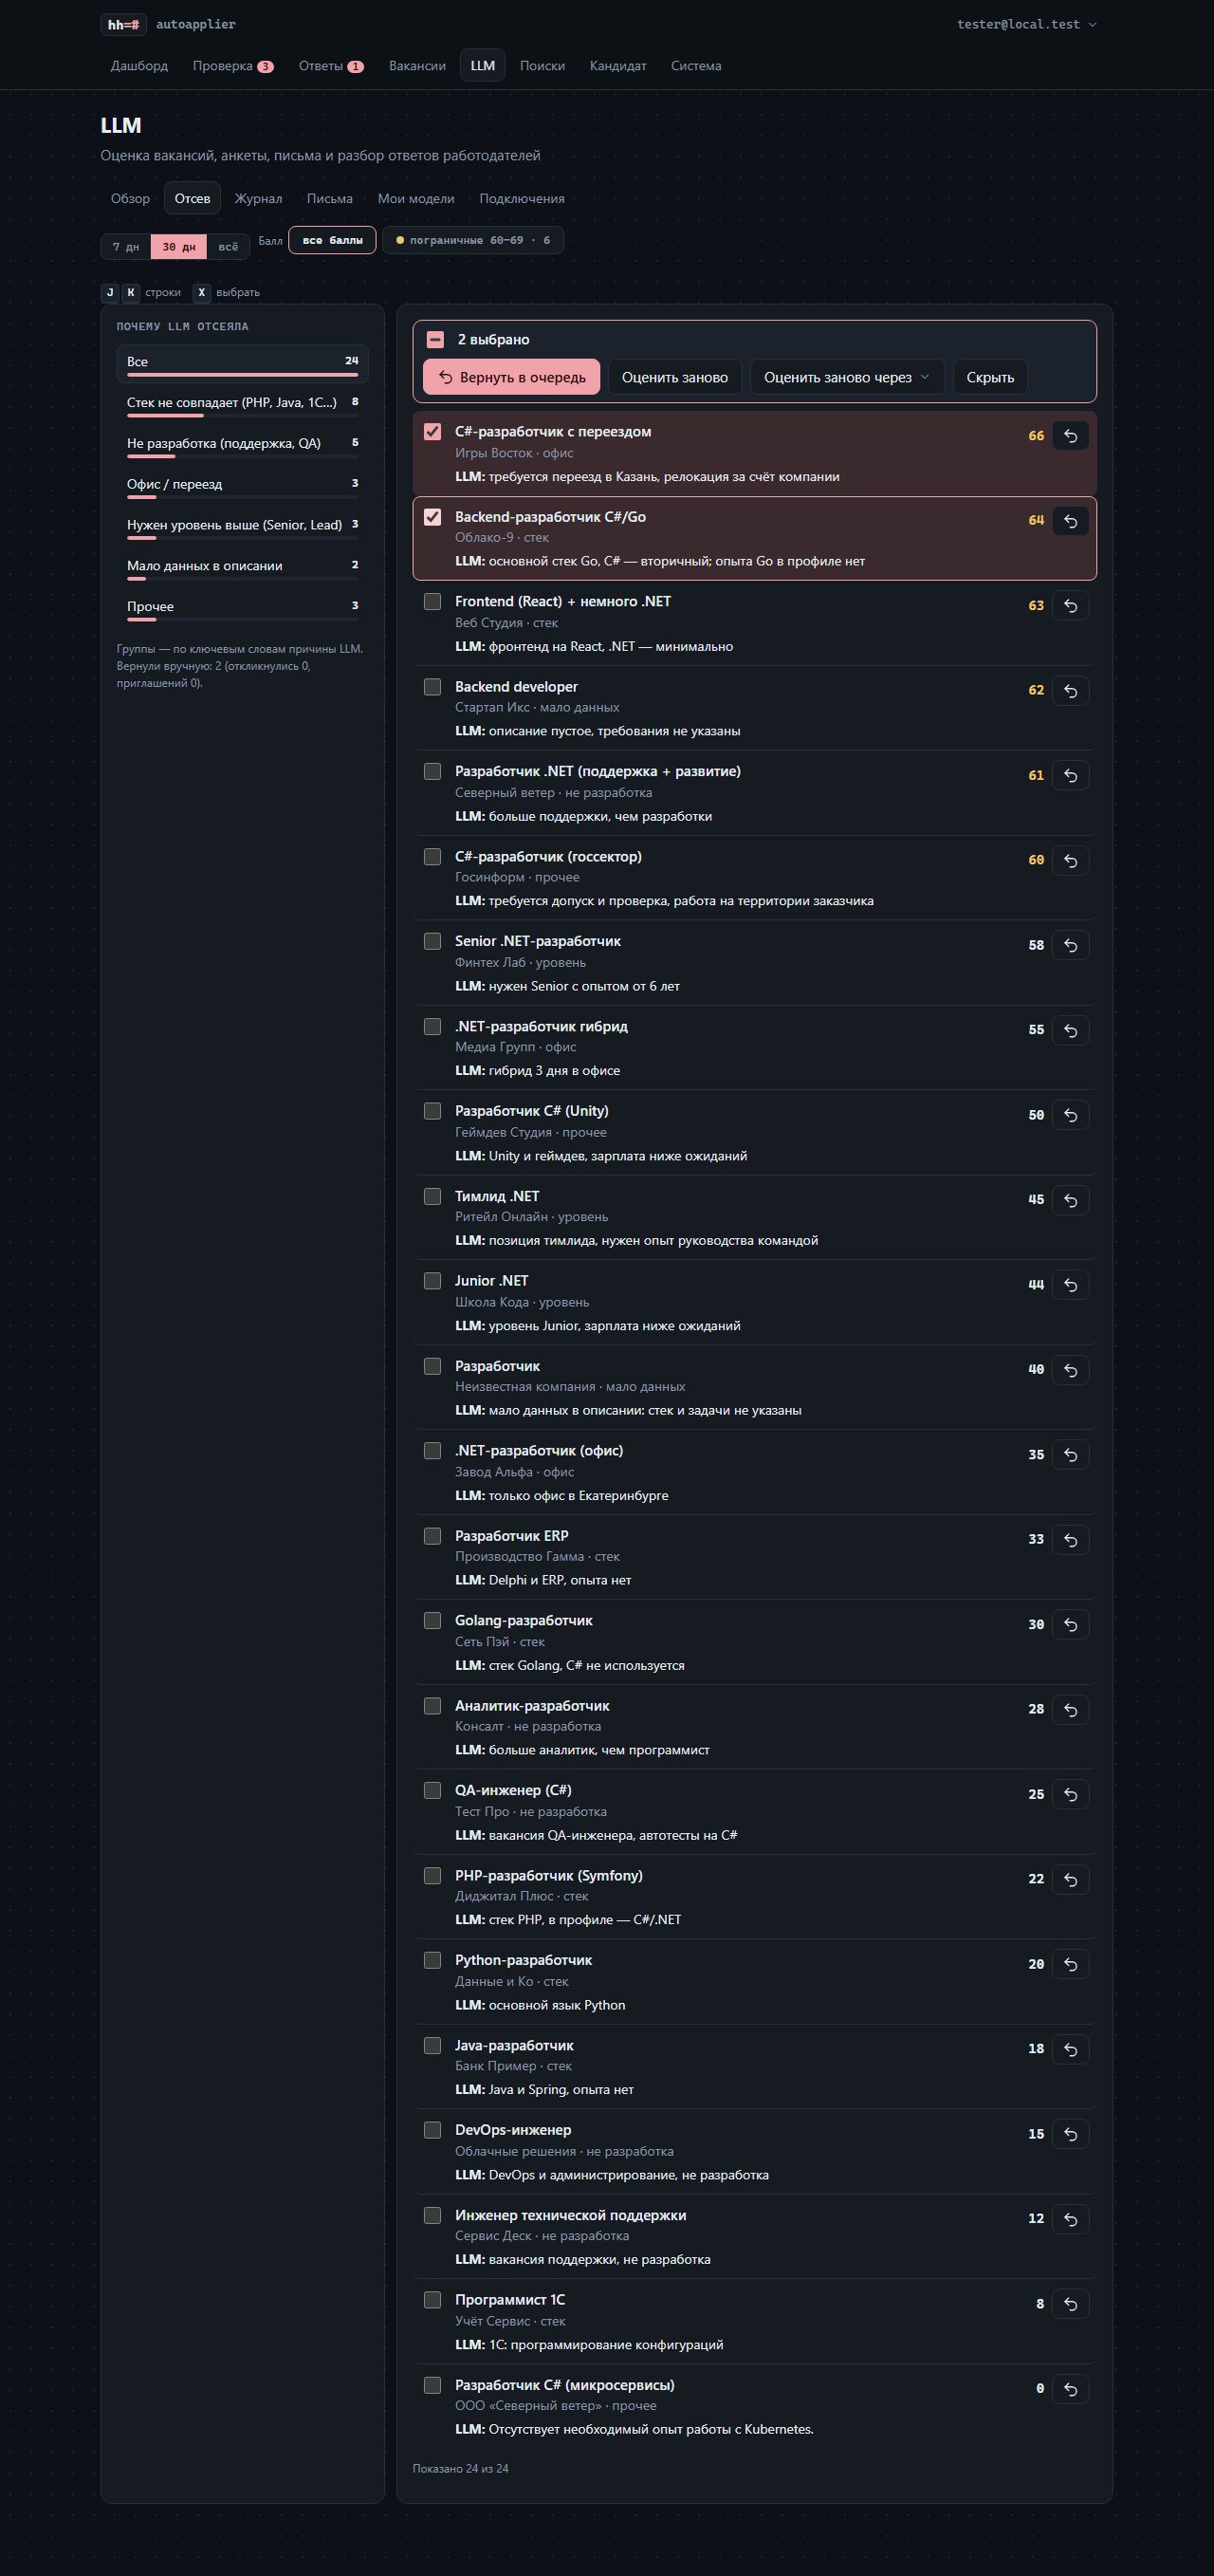 hh=# autoapplier
tester@local.test
Дашборд Проверка 3 Ответы 1 Вакансии LLM Поиски Кандидат Система
LLM
Оценка вакансий, анкеты, письма и разбор ответов работодателей
Обзор Отсев Журнал Письма Мои модели Подключения
7 дн 30 дн всё Балл все баллы пограничные 60–69 · 6
J K строки X выбрать
ПОЧЕМУ LLM ОТСЕЯЛА
Все 24
Стек не совпадает (PHP, Java, 1С…) 8
Не разработка (поддержка, QA) 5
Офис / переезд 3
Нужен уровень выше (Senior, Lead) 3
Мало данных в описании 2
Прочее 3
Группы — по ключевым словам причины LLM.
Вернули вручную: 2 (откликнулись 0,
приглашений 0).
2 выбрано
Вернуть в очередь Оценить заново Оценить заново через Скрыть
C#-разработчик с переездом 66
Игры Восток · офис
LLM: требуется переезд в Казань, релокация за счёт компании
Backend-разработчик C#/Go 64
Облако-9 · стек
LLM: основной стек Go, C# — вторичный; опыта Go в профиле нет
Frontend (React) + немного .NET 63
Веб Студия · стек
LLM: фронтенд на React, .NET — минимально
Backend developer 62
Стартап Икс · мало данных
LLM: описание пустое, требования не указаны
Разработчик .NET (поддержка + развитие) 61
Северный ветер · не разработка
LLM: больше поддержки, чем разработки
C#-разработчик (госсектор) 60
Госинформ · прочее
LLM: требуется допуск и проверка, работа на территории заказчика
Senior .NET-разработчик 58
Финтех Лаб · уровень
LLM: нужен Senior с опытом от 6 лет
.NET-разработчик гибрид 55
Медиа Групп · офис
LLM: гибрид 3 дня в офисе
Разработчик C# (Unity) 50
Геймдев Студия · прочее
LLM: Unity и геймдев, зарплата ниже ожиданий
Тимлид .NET 45
Ритейл Онлайн · уровень
LLM: позиция тимлида, нужен опыт руководства командой
Junior .NET 44
Школа Кода · уровень
LLM: уровень Junior, зарплата ниже ожиданий
Разработчик 40
Неизвестная компания · мало данных
LLM: мало данных в описании: стек и задачи не указаны
.NET-разработчик (офис) 35
Завод Альфа · офис
LLM: только офис в Екатеринбурге
Разработчик ERP 33
Производство Гамма · стек
LLM: Delphi и ERP, опыта нет
Golang-разработчик 30
Сеть Пэй · стек
LLM: стек Golang, C# не используется
Аналитик-разработчик 28
Консалт · не разработка
LLM: больше аналитик, чем программист
QA-инженер (C#) 25
Тест Про · не разработка
LLM: вакансия QA-инженера, автотесты на C#
PHP-разработчик (Symfony) 22
Диджитал Плюс · стек
LLM: стек PHP, в профиле — C#/.NET
Python-разработчик 20
Данные и Ко · стек
LLM: основной язык Python
Java-разработчик 18
Банк Пример · стек
LLM: Java и Spring, опыта нет
DevOps-инженер 15
Облачные решения · не разработка
LLM: DevOps и администрирование, не разработка
Инженер технической поддержки 12
Сервис Деск · не разработка
LLM: вакансия поддержки, не разработка
Программист 1С 8
Учёт Сервис · стек
LLM: 1С: программирование конфигураций
Разработчик C# (микросервисы) 0
ООО «Северный ветер» · прочее
LLM: Отсутствует необходимый опыт работы с Kubernetes.
Показано 24 из 24